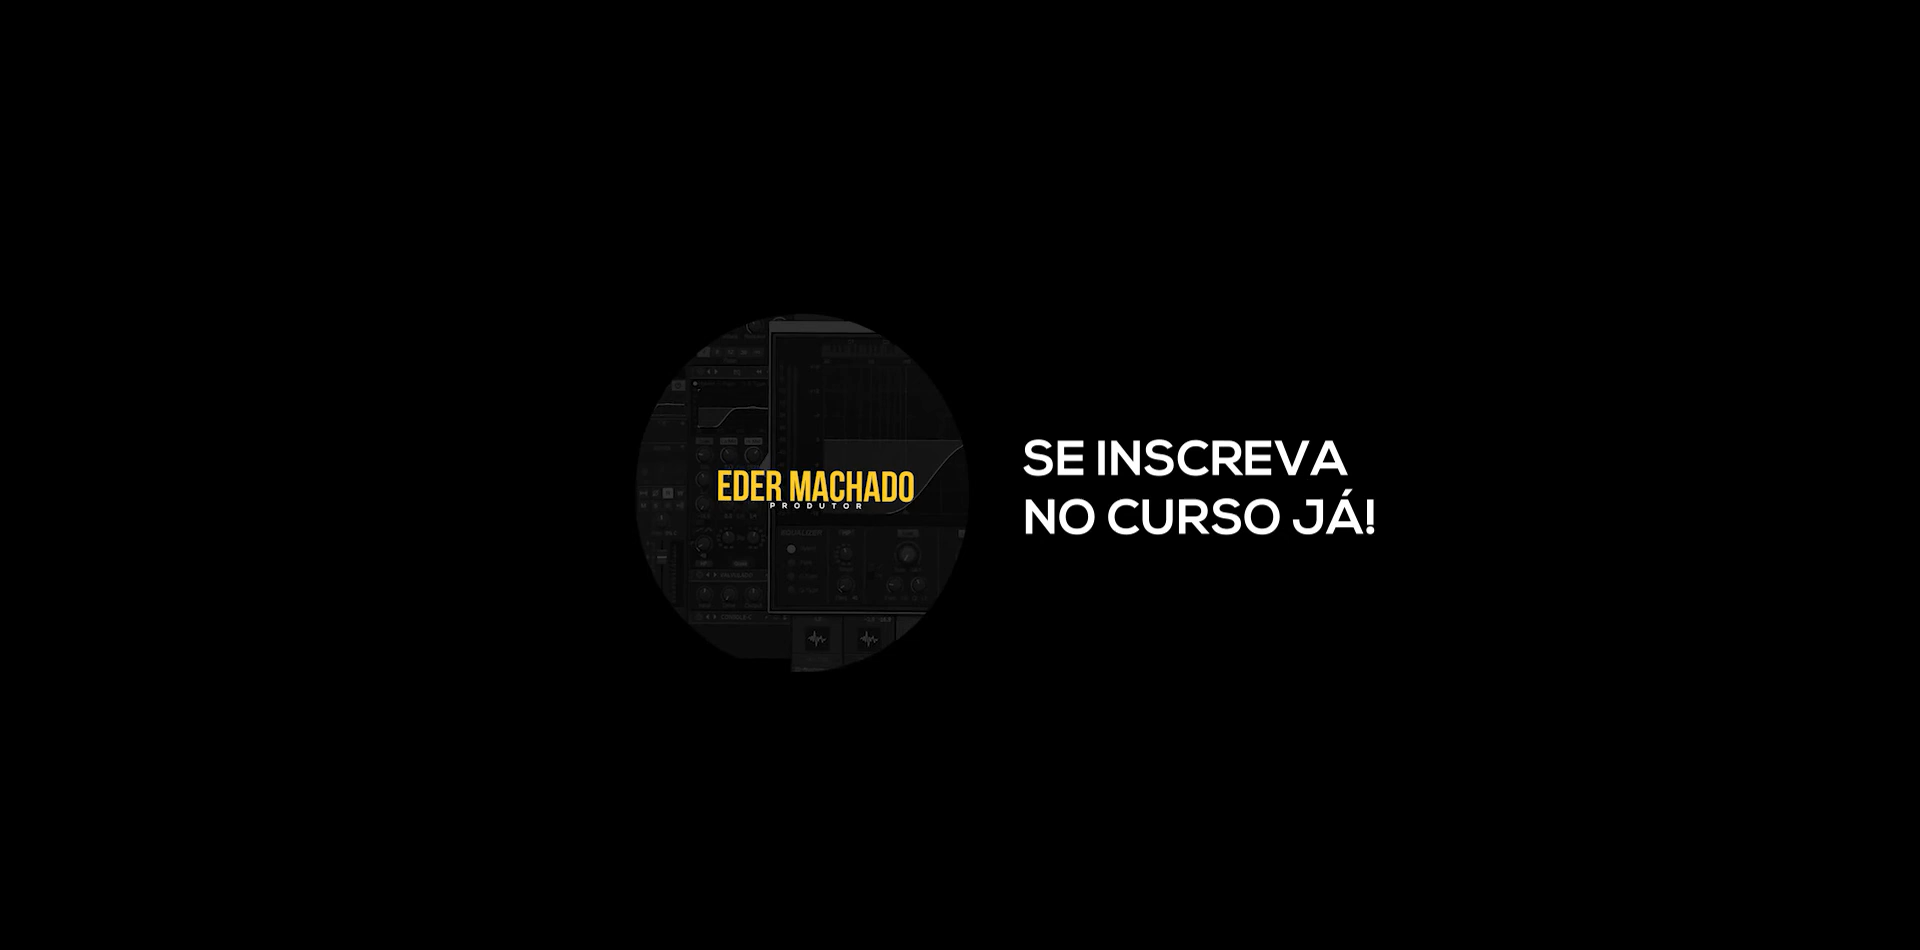 EDER MACHADO
PRODUTOR
SE INSCREVA
NO CURSO JÁ!